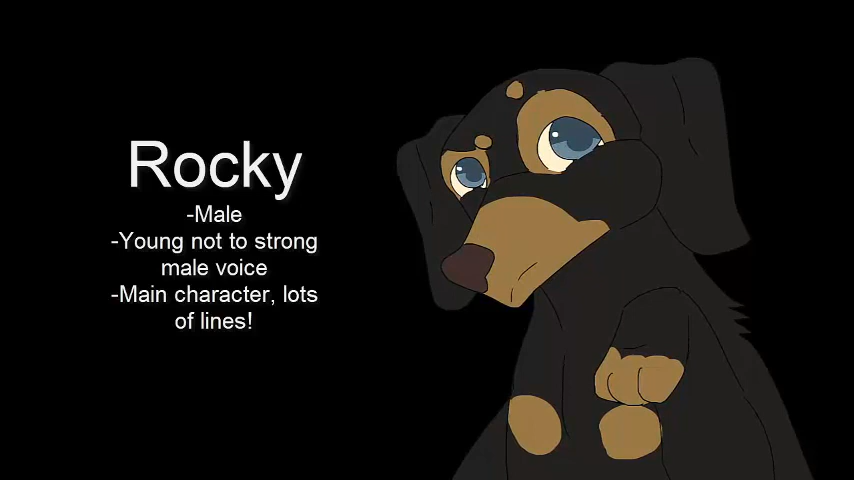 Rocky
-Male
-Young not to strong
male voice
-Main character, lots
of lines!